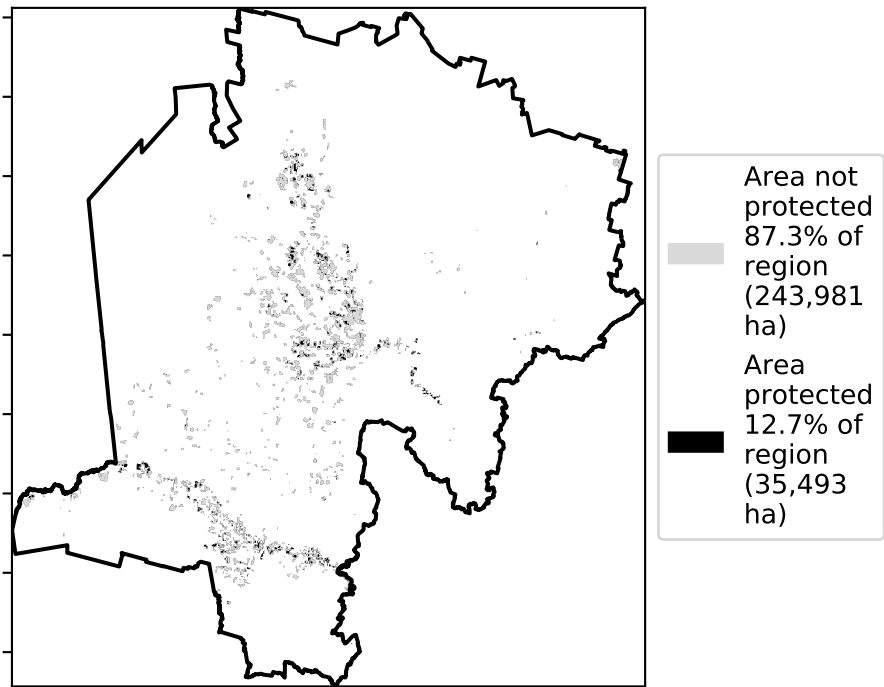 Area not
protected
87.3% of
region
(243,981
ha)
Area
protected
12.7% of
region
(35,493
ha)